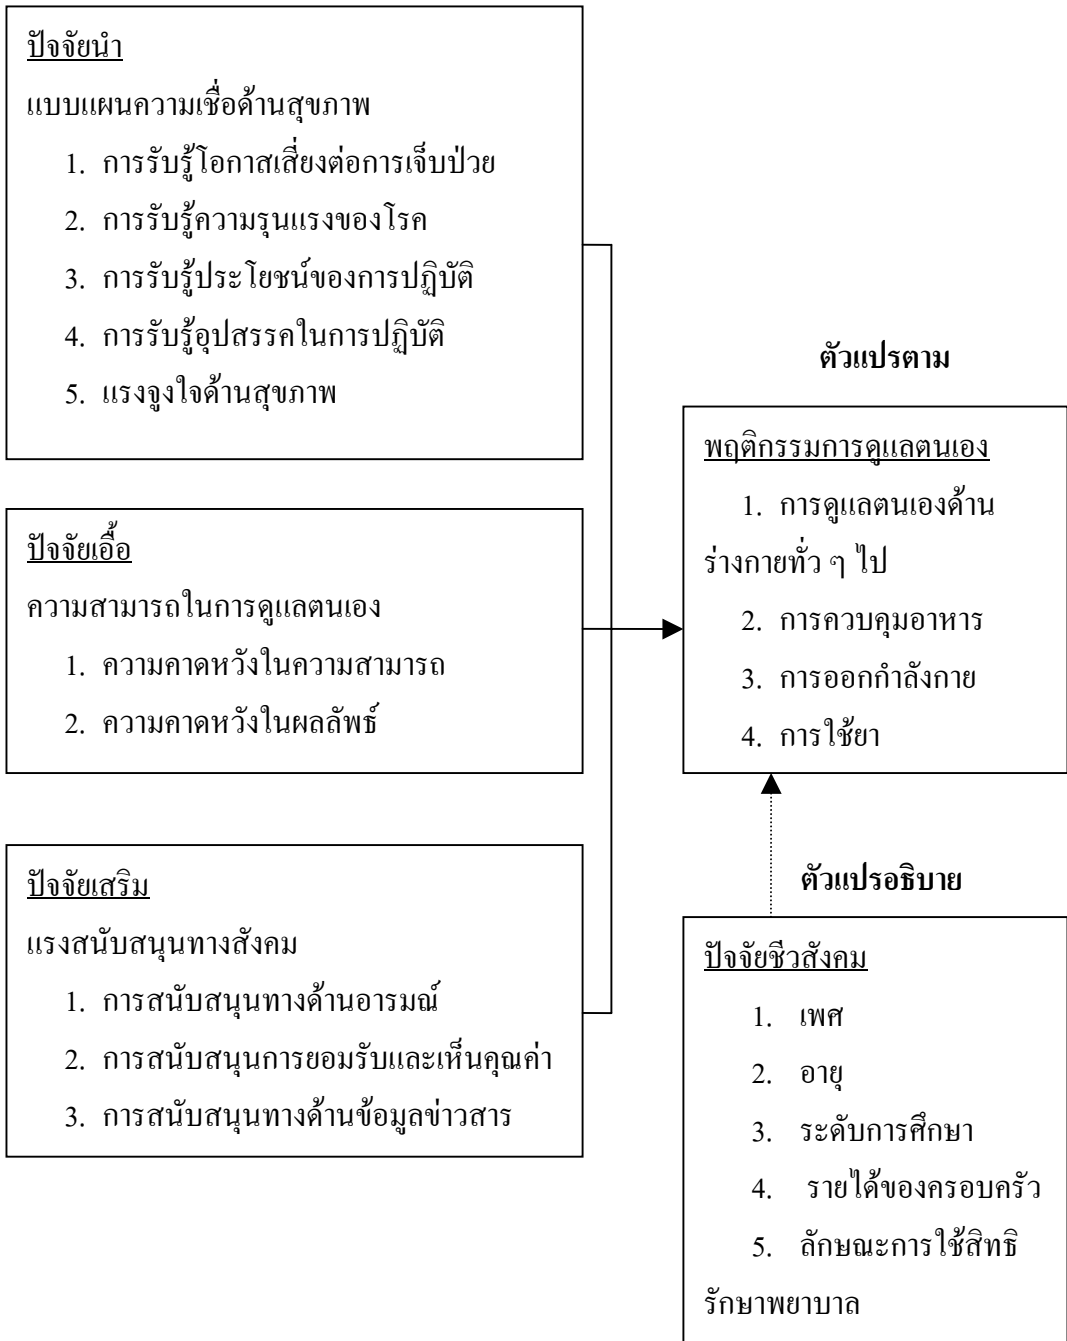 ปัจจัยนำ
แบบแผนความเชื่อด้านสุขภาพ
1. การรับรู้โอกาสเสี่ยงต่อการเจ็บป่วย
2. การรับรู้ความรุนแรงของโรค
3. การรับรู้ประโยชน์ของการปฏิบัติ
4. การรับรู้อุปสรรคในการปฏิบัติ
5. แรงจูงใจด้านสุขภาพ
ปัจจัยเอื้อ
ความสามารถในการดูแลตนเอง
1. ความคาดหวังในความสามารถ
2. ความคาดหวังในผลลัพธ์
ปัจจัยเสริม
แรงสนับสนุนทางสังคม
1. การสนับสนุนทางด้านอารมณ์
2. การสนับสนุนการยอมรับและเห็นคุณค่า
3. การสนับสนุนทางด้านข้อมูลข่าวสาร
ตัวแปรตาม
พฤติกรรมการดูแลตนเอง
1. การดูแลตนเองด้าน
ร่างกายทั่ว ๆ ไป
2. การควบคุมอาหาร
3. การออกกำลังกาย
4. การใช้ยา
ตัวแปรอธิบาย
ปัจจัยชีวสังคม
1. เพศ
2. อายุ
3. ระดับการศึกษา
4. รายได้ของครอบครัว
5. ลักษณะการใช้สิทธิ
รักษาพยาบาล